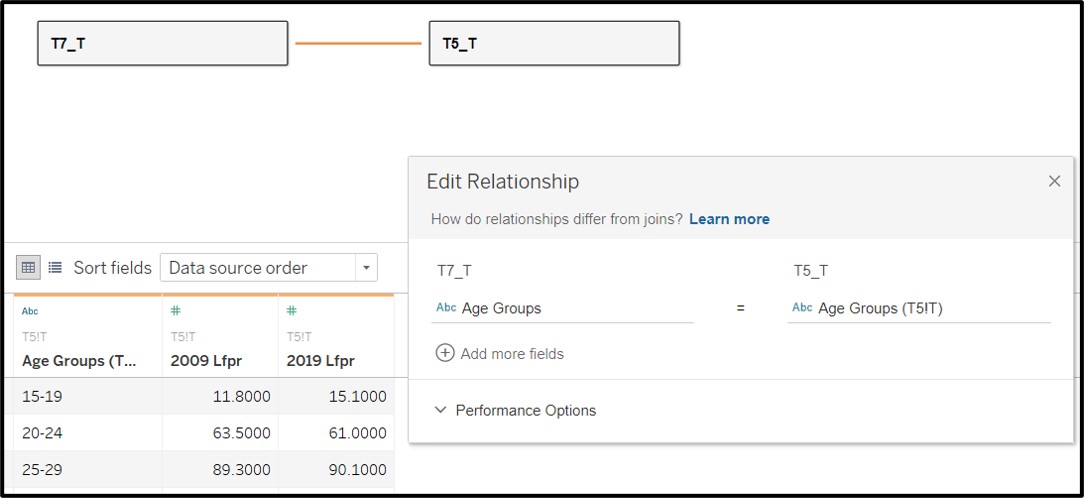 T7_T
T5_T
Edit Relationship
How do relationships differ from joins? Learn more
T7_T
T5_T
Abc Age Groups
=
Abc Age Groups (T5!T)
Add more fields
Performance Options
Sort fields
Data source order
Abc # #
T5!T T5!T T5!T
Age Groups (T... 2009 Lfpr 2019 Lfpr
15-19 11.8000 15.1000
20-24 63.5000 61.0000
25-29 89.3000 90.1000